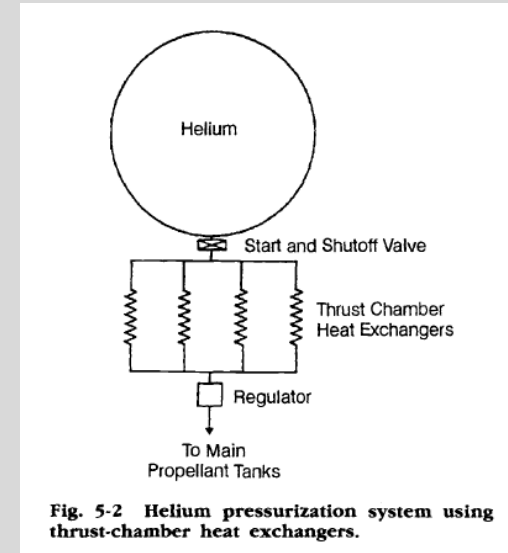 Helium
Start and Shutoff Valve
Thrust Chamber
Heat Exchangers
Regulator
To Main
Propellant Tanks
Fig. 5-2 Helium pressurization system using
thrust-chamber heat exchangers.